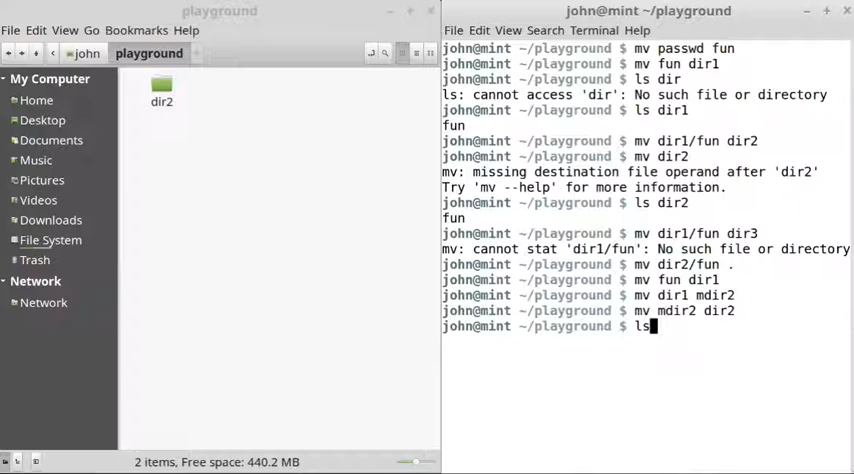 playground
File Edit View Go Bookmarks Help
john playground
My Computer
Home
Desktop
Documents
Music
Pictures
Videos
Downloads
File System
Trash
Network
Network
dir2
2 items, Free space: 440.2 MB
john@mint ~/playground
File Edit View Search Terminal Help
john@mint ~/playground $ mv passwd fun
john@mint ~/playground $ mv fun dir1
john@mint ~/playground $ ls dir
ls: cannot access 'dir': No such file or directory
john@mint ~/playground $ ls dir1
fun
john@mint ~/playground $ mv dir1/fun dir2
john@mint ~/playground $ mv dir2
mv: missing destination file operand after 'dir2'
Try 'mv --help' for more information.
john@mint ~/playground $ ls dir2
fun
john@mint ~/playground $ mv dir1/fun dir3
mv: cannot stat 'dir1/fun': No such file or directory
john@mint ~/playground $ mv dir2/fun .
john@mint ~/playground $ mv fun dir1
john@mint ~/playground $ mv dir1 mdir2
john@mint ~/playground $ mv mdir2 dir2
john@mint ~/playground $ ls